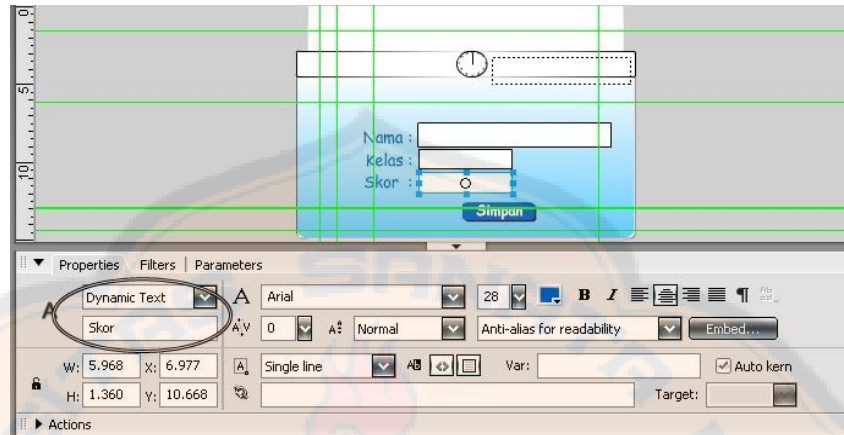 0
5
10
Nama :
Kelas :
Skor :
Simpan
Properties Filters Parameters
A Dynamic Text A Arial 28 B I
Skor A V 0 Normal Anti-alias for readability Embed...
W: 5.968 X: 6.977 A Single line AB <> Var: Auto kern
H: 1.360 Y: 10.668 Target:
Actions